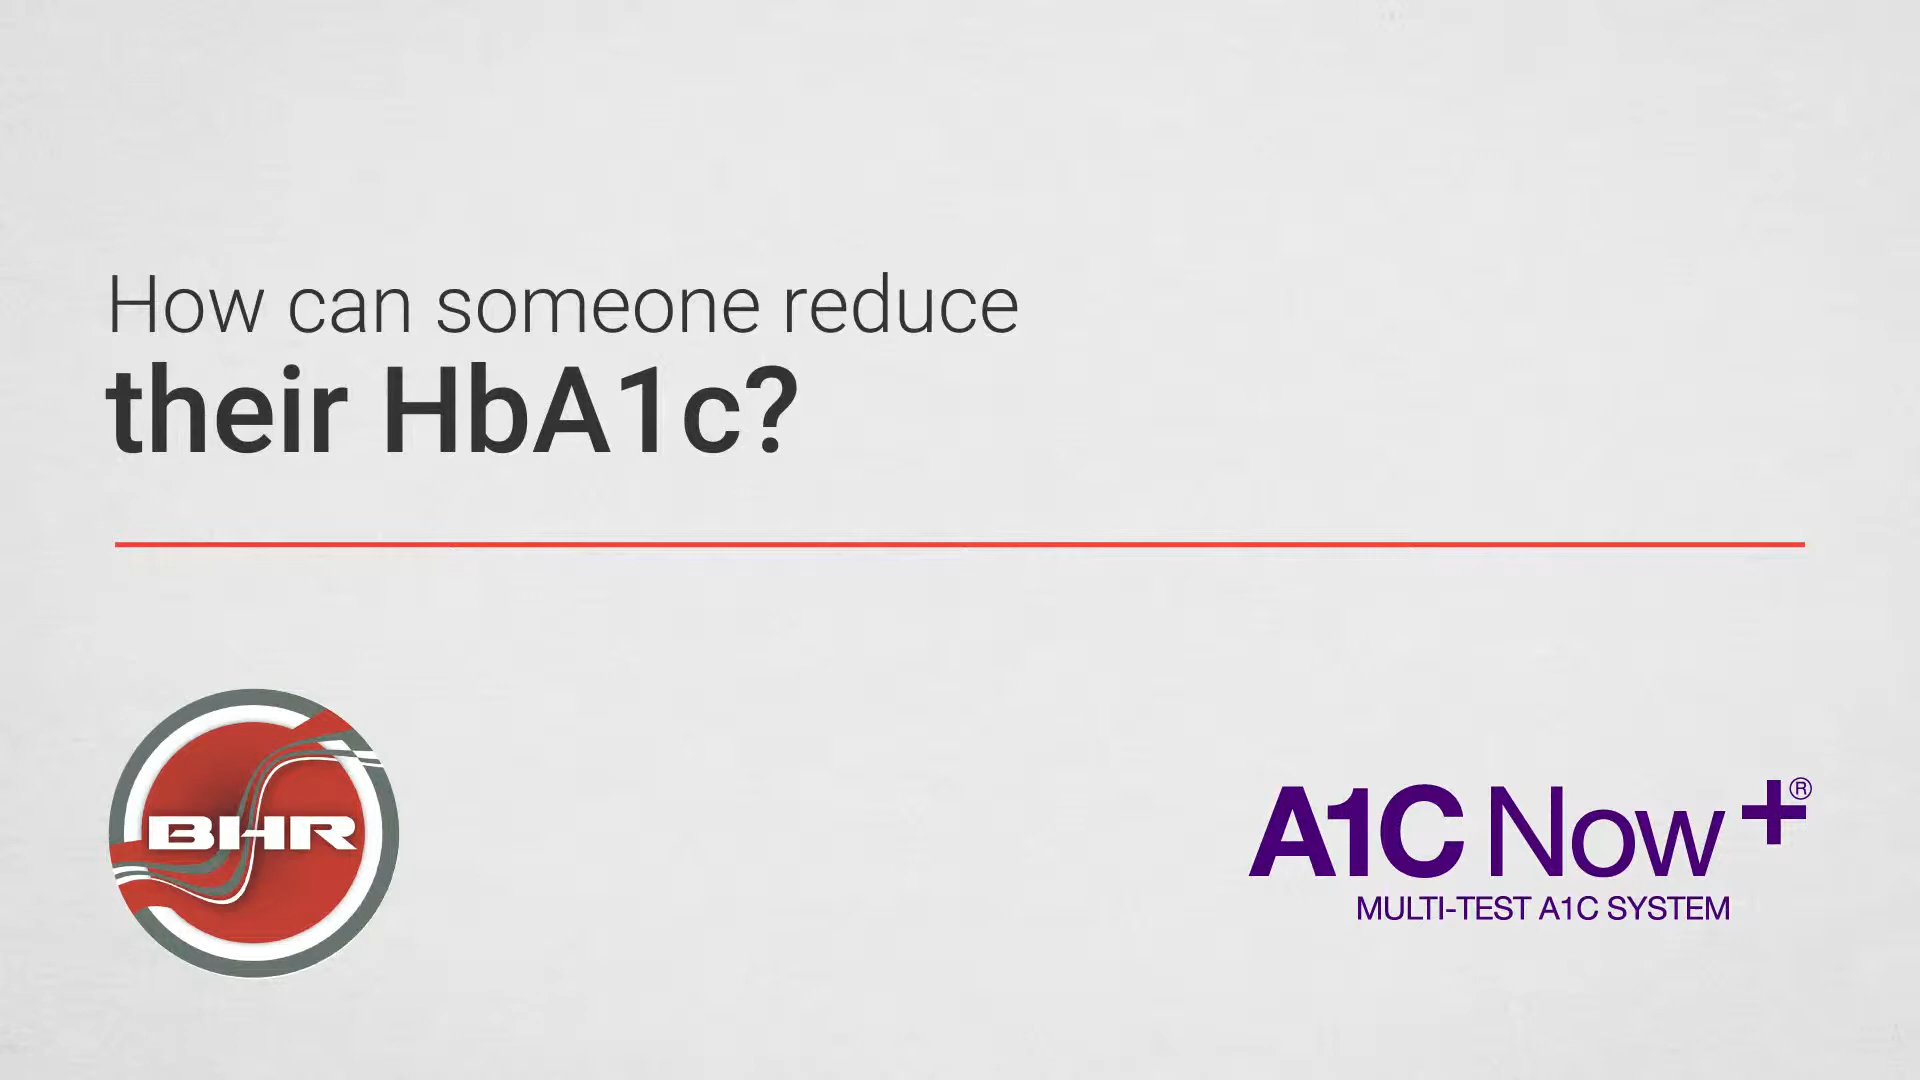 How can someone reduce
their HbA1c?
BHR
A1C Now+®
MULTI-TEST A1C SYSTEM